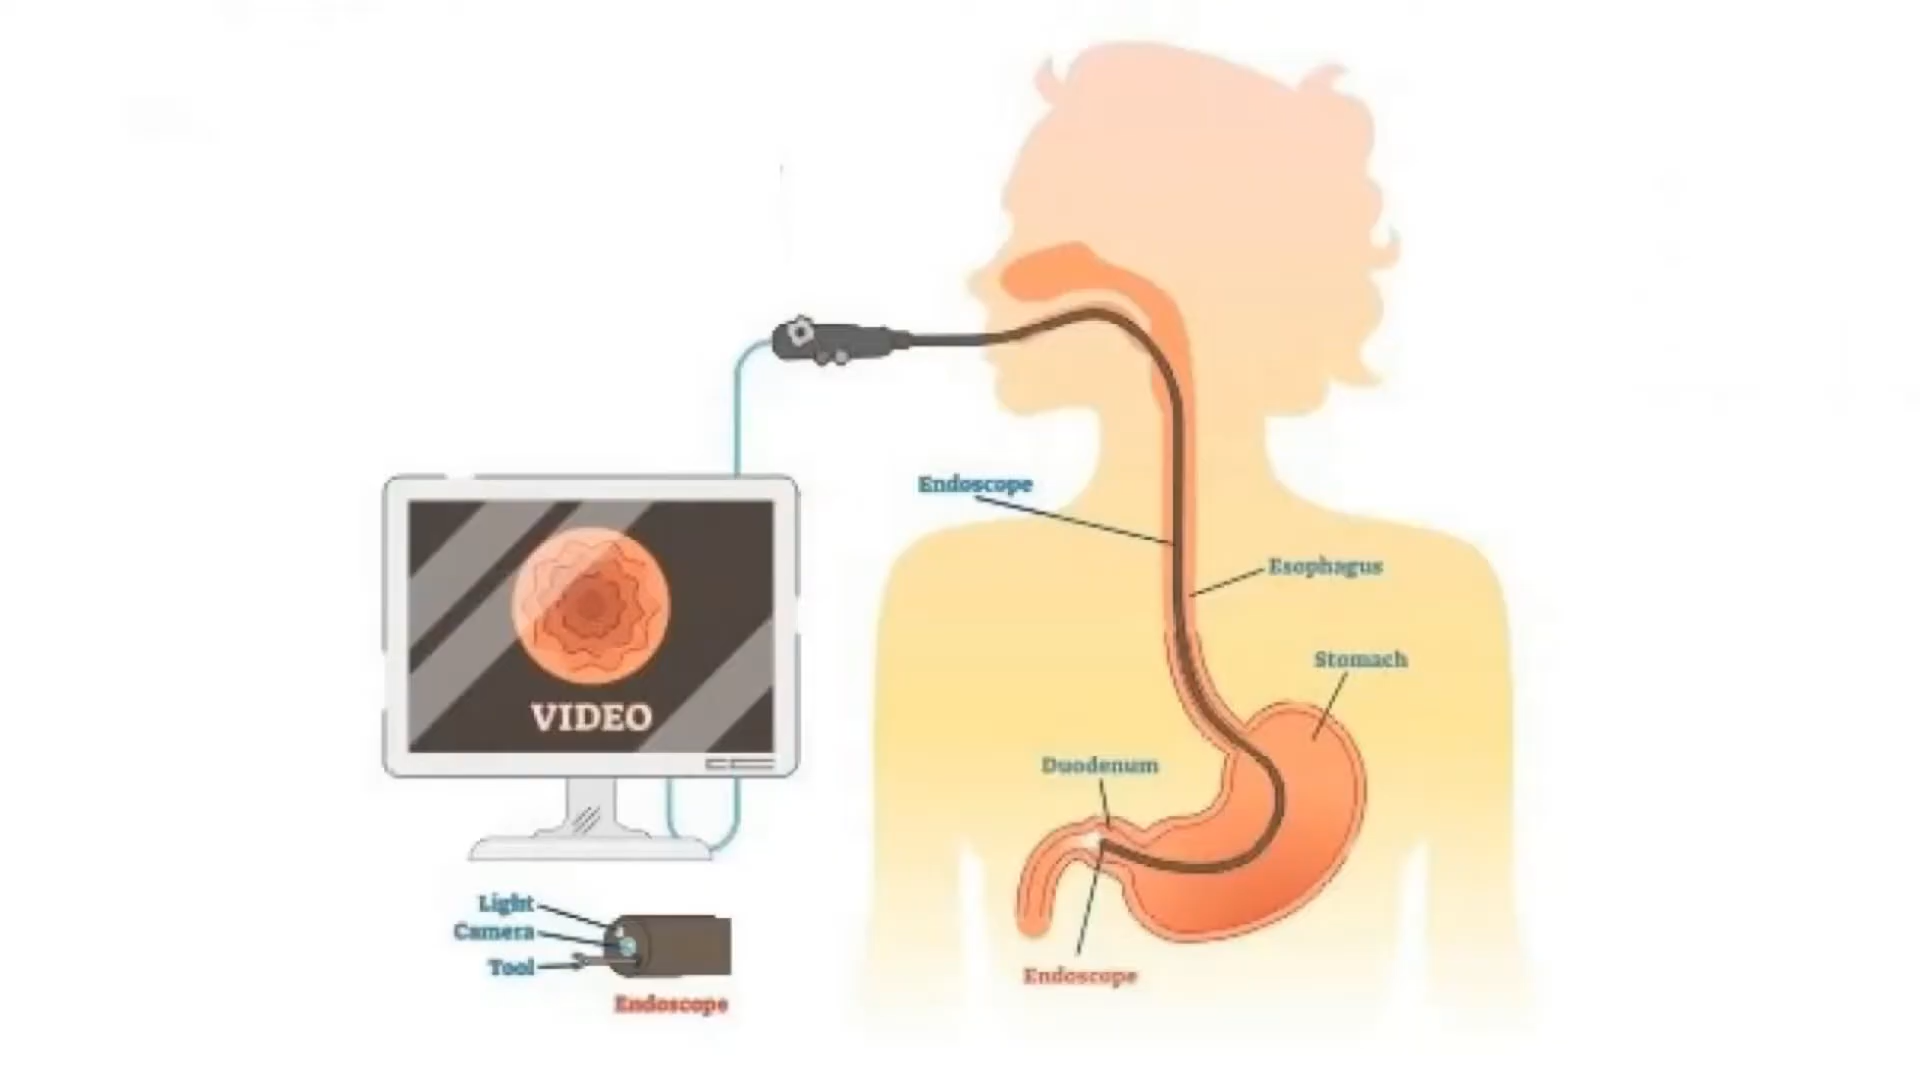 Endoscope
Esophagus
Stomach
VIDEO
Duodenum
Light
Camera
Tool
Endoscope
Endoscope